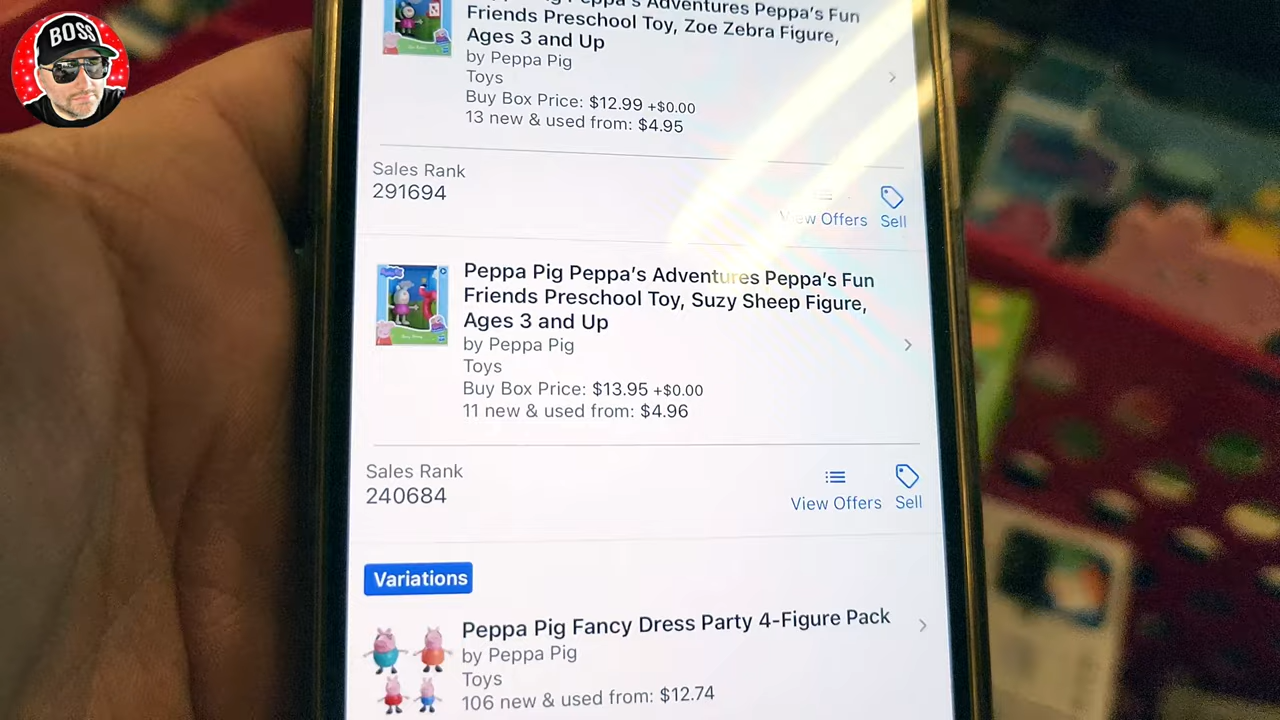 BOSS
Adventures Peppa's Fun
Friends Preschool Toy, Zoe Zebra Figure,
Ages 3 and Up
by Peppa Pig
Toys
Buy Box Price: $12.99 +$0.00
13 new & used from: $4.95
Sales Rank
291694
View Offers
Sell
Peppa Pig Peppa's Adventures Peppa's Fun
Friends Preschool Toy, Suzy Sheep Figure,
Ages 3 and Up
by Peppa Pig
Toys
Buy Box Price: $13.95 +$0.00
11 new & used from: $4.96
Sales Rank
240684
View Offers
Sell
Variations
Peppa Pig Fancy Dress Party 4-Figure Pack
by Peppa Pig
Toys
106 new & used from: $12.74